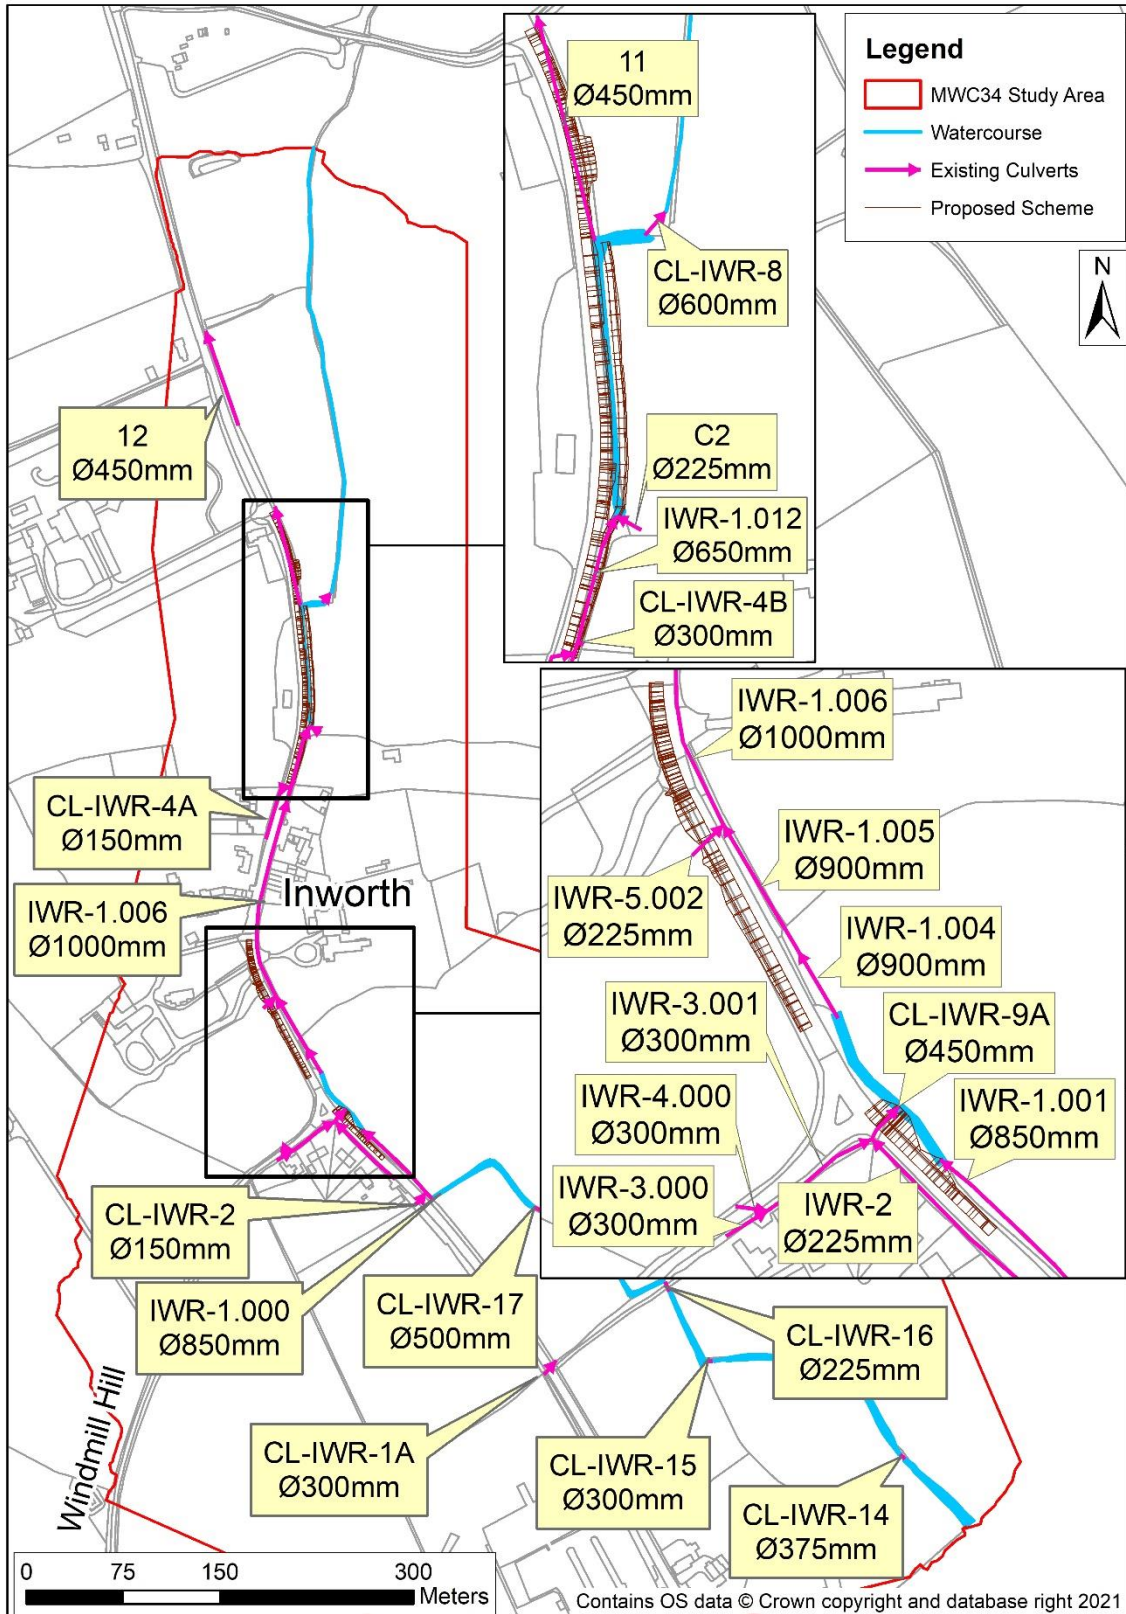 11
Ø450mm
CL-IWR-8
Ø600mm
C2
Ø225mm
IWR-1.012
Ø650mm
CL-IWR-4B
Ø300mm
Legend
MWC34 Study Area
Watercourse
Existing Culverts
Proposed Scheme
N
12
Ø450mm
CL-IWR-4A
Ø150mm
IWR-1.006
Ø1000mm
Inworth
IWR-1.006
Ø1000mm
IWR-1.005
Ø900mm
IWR-5.002
Ø225mm
IWR-1.004
Ø900mm
IWR-3.001
Ø300mm
CL-IWR-9A
Ø450mm
IWR-4.000
Ø300mm
IWR-1.001
Ø850mm
IWR-3.000
Ø300mm
IWR-2
Ø225mm
CL-IWR-2
Ø150mm
IWR-1.000
Ø850mm
CL-IWR-17
Ø500mm
CL-IWR-16
Ø225mm
CL-IWR-1A
Ø300mm
CL-IWR-15
Ø300mm
CL-IWR-14
Ø375mm
Windmill Hill
0 75 150 300
Meters
Contains OS data © Crown copyright and database right 2021